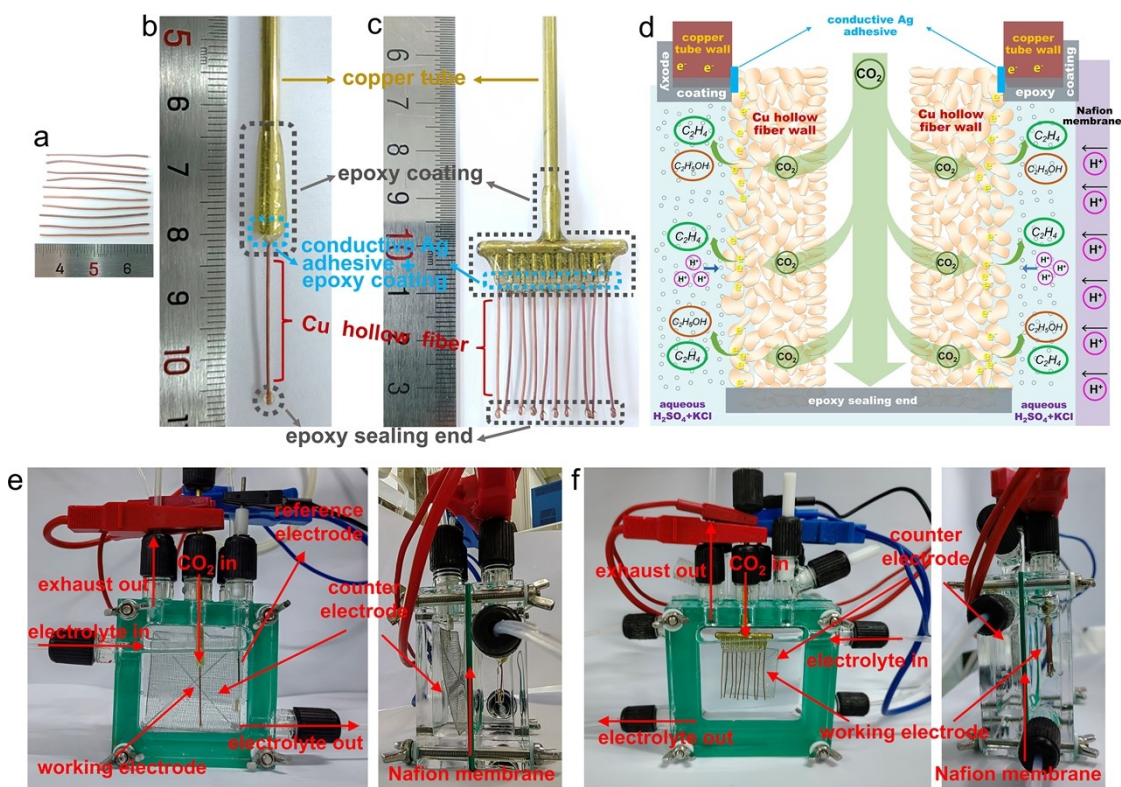 a
4 5 6
b
5
mm
6
7
8
9
10
11
c
6
mm
7
8
9
10
1
3
copper tube
epoxy coating
conductive Ag
adhesive +
epoxy coating
Cu hollow fiber
epoxy sealing end
d
conductive Ag
adhesive
copper
tube wall
e⁻ e⁻
epoxy
coating
copper
tube wall
e⁻ e⁻
epoxy
coating
CO₂
Cu hollow
fiber wall
Cu hollow
fiber wall
Nafion
membrane
C₂H₄
C₂H₅OH
CO₂
CO₂
C₂H₄
C₂H₅OH
H⁺
H⁺
C₂H₄
H⁺ H⁺
H⁺ H⁺
CO₂
CO₂
C₂H₄
H⁺
H⁺ H⁺
H⁺
H⁺
C₂H₅OH
C₂H₄
CO₂
CO₂
C₂H₅OH
C₂H₄
H⁺
H⁺
epoxy sealing end
aqueous
H₂SO₄+KCl
aqueous
H₂SO₄+KCl
e
reference
electrode
CO₂ in
exhaust out
counter
electrode
electrolyte in
electrolyte out
working electrode
Nafion membrane
f
counter
electrode
CO₂ in
exhaust out
electrolyte in
electrolyte out
working electrode
Nafion membrane